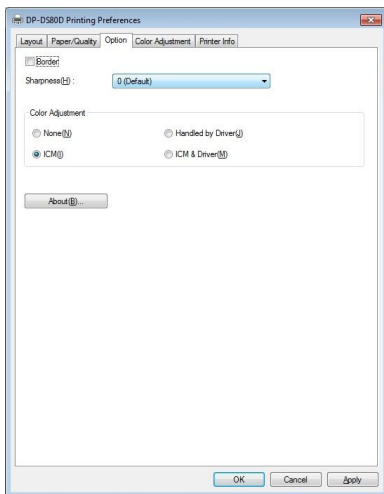 DP-DS80D Printing Preferences
Layout Paper/Quality Option Color Adjustment Printer Info
Border
Sharpness(H) : 0 (Default)
Color Adjustment
None(N) Handled by Driver(J)
ICM(I) ICM & Driver(M)
About(B)...
OK Cancel Apply